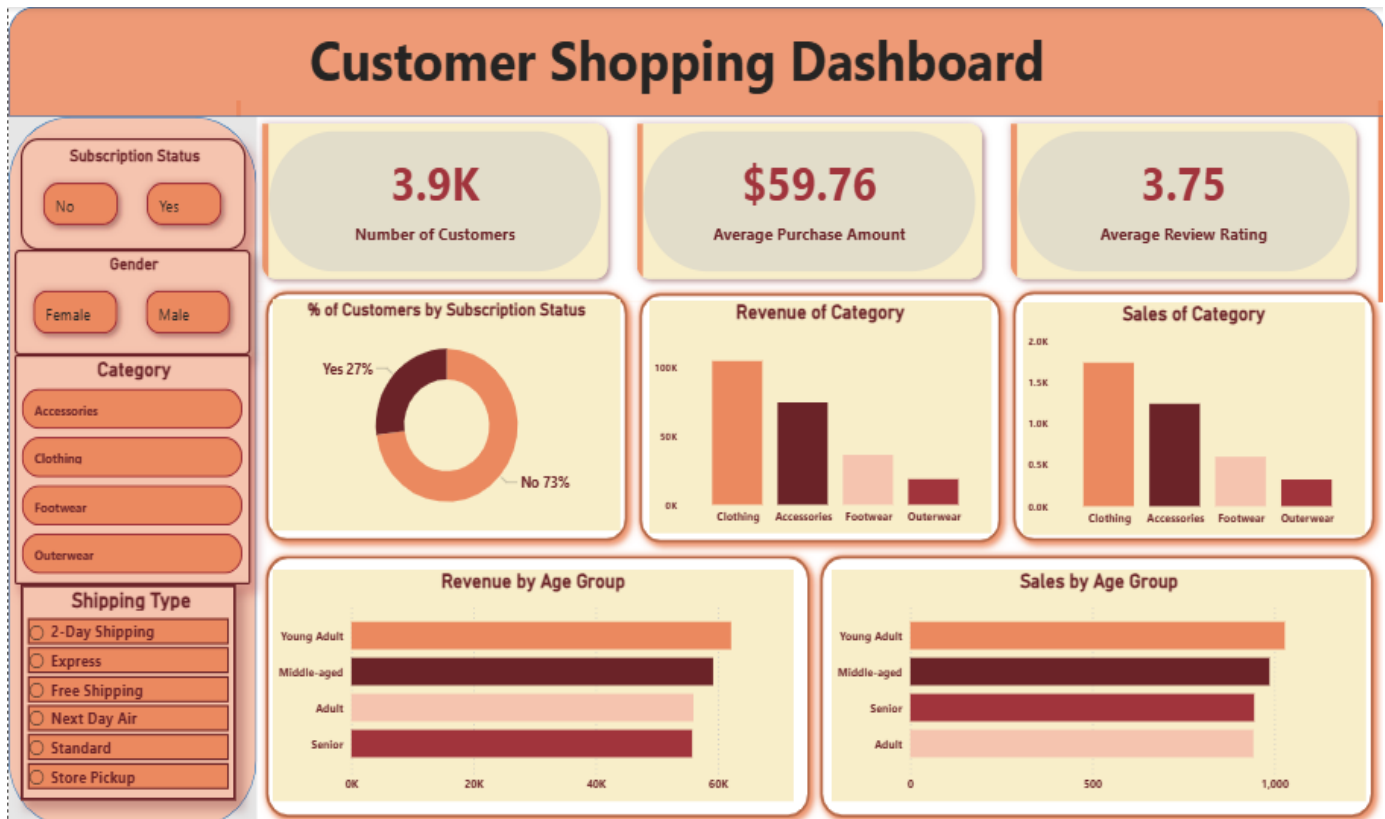 Customer Shopping Dashboard
Subscription Status
No
Yes
Gender
Female
Male
Category
Accessories
Clothing
Footwear
Outerwear
Shipping Type
2-Day Shipping
Express
Free Shipping
Next Day Air
Standard
Store Pickup
3.9K
Number of Customers
$59.76
Average Purchase Amount
3.75
Average Review Rating
% of Customers by Subscription Status
Yes 27%
No 73%
Revenue of Category
100K
50K
0K
Clothing Accessories Footwear Outerwear
Sales of Category
2.0K
1.5K
1.0K
0.5K
0.0K
Clothing Accessories Footwear Outerwear
Revenue by Age Group
Young Adult
Middle-aged
Adult
Senior
0K 20K 40K 60K
Sales by Age Group
Young Adult
Middle-aged
Senior
Adult
0 500 1,000